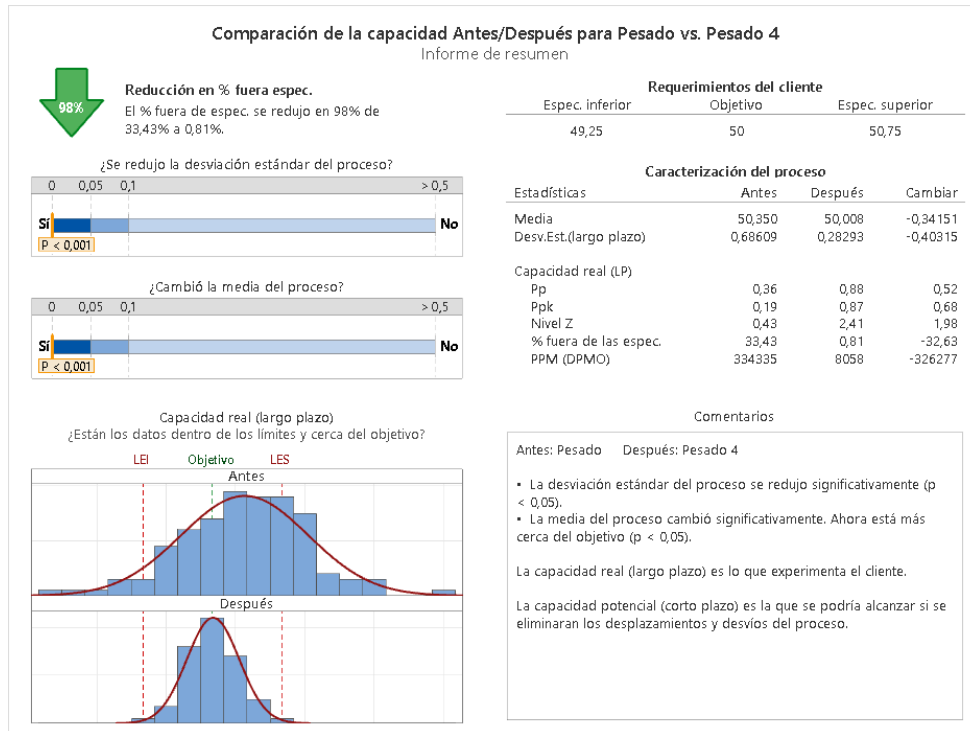 Comparación de la capacidad Antes/Después para Pesado vs. Pesado 4
Informe de resumen
98%
Reducción en % fuera espec.
El % fuera de espec. se redujo en 98% de
33,43% a 0,81%.
¿Se redujo la desviación estándar del proceso?
0 0,05 0,1 > 0,5
Sí No
P < 0,001
¿Cambió la media del proceso?
0 0,05 0,1 > 0,5
Sí No
P < 0,001
Capacidad real (largo plazo)
¿Están los datos dentro de los límites y cerca del objetivo?
LEI Objetivo LES
Antes
Después
Requerimientos del cliente
Espec. inferior Objetivo Espec. superior
49,25 50 50,75
Caracterización del proceso
Estadísticas Antes Después Cambiar
Media 50,350 50,008 -0,34151
Desv.Est.(largo plazo) 0,68609 0,28293 -0,40315
Capacidad real (LP)
Pp 0,36 0,88 0,52
Ppk 0,19 0,87 0,68
Nivel Z 0,43 2,41 1,98
% fuera de las espec. 33,43 0,81 -32,63
PPM (DPMO) 334335 8058 -326277
Comentarios
Antes: Pesado Después: Pesado 4
• La desviación estándar del proceso se redujo significativamente (p
< 0,05).
• La media del proceso cambió significativamente. Ahora está más
cerca del objetivo (p < 0,05).
La capacidad real (largo plazo) es lo que experimenta el cliente.
La capacidad potencial (corto plazo) es la que se podría alcanzar si se
eliminaran los desplazamientos y desvíos del proceso.